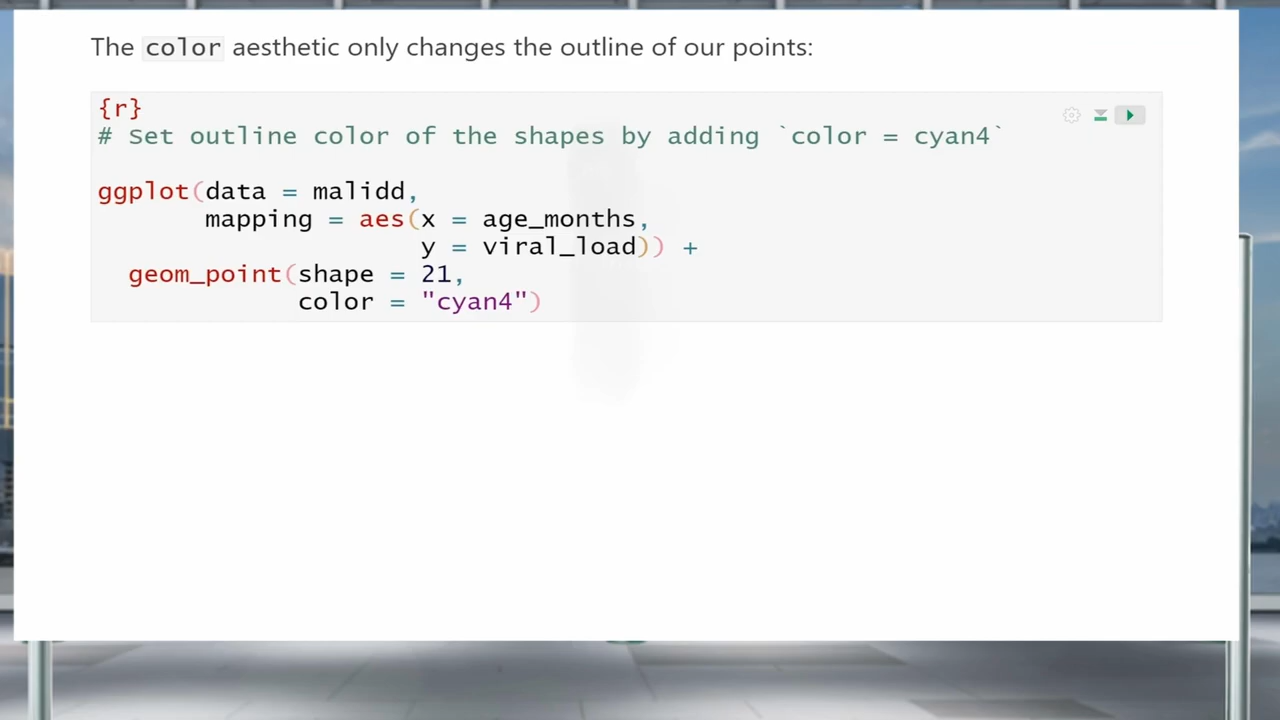 The color aesthetic only changes the outline of our points:
{r}
# Set outline color of the shapes by adding `color = cyan4`
ggplot(data = malidd,
mapping = aes(x = age_months,
y = viral_load)) +
geom_point(shape = 21,
color = "cyan4")